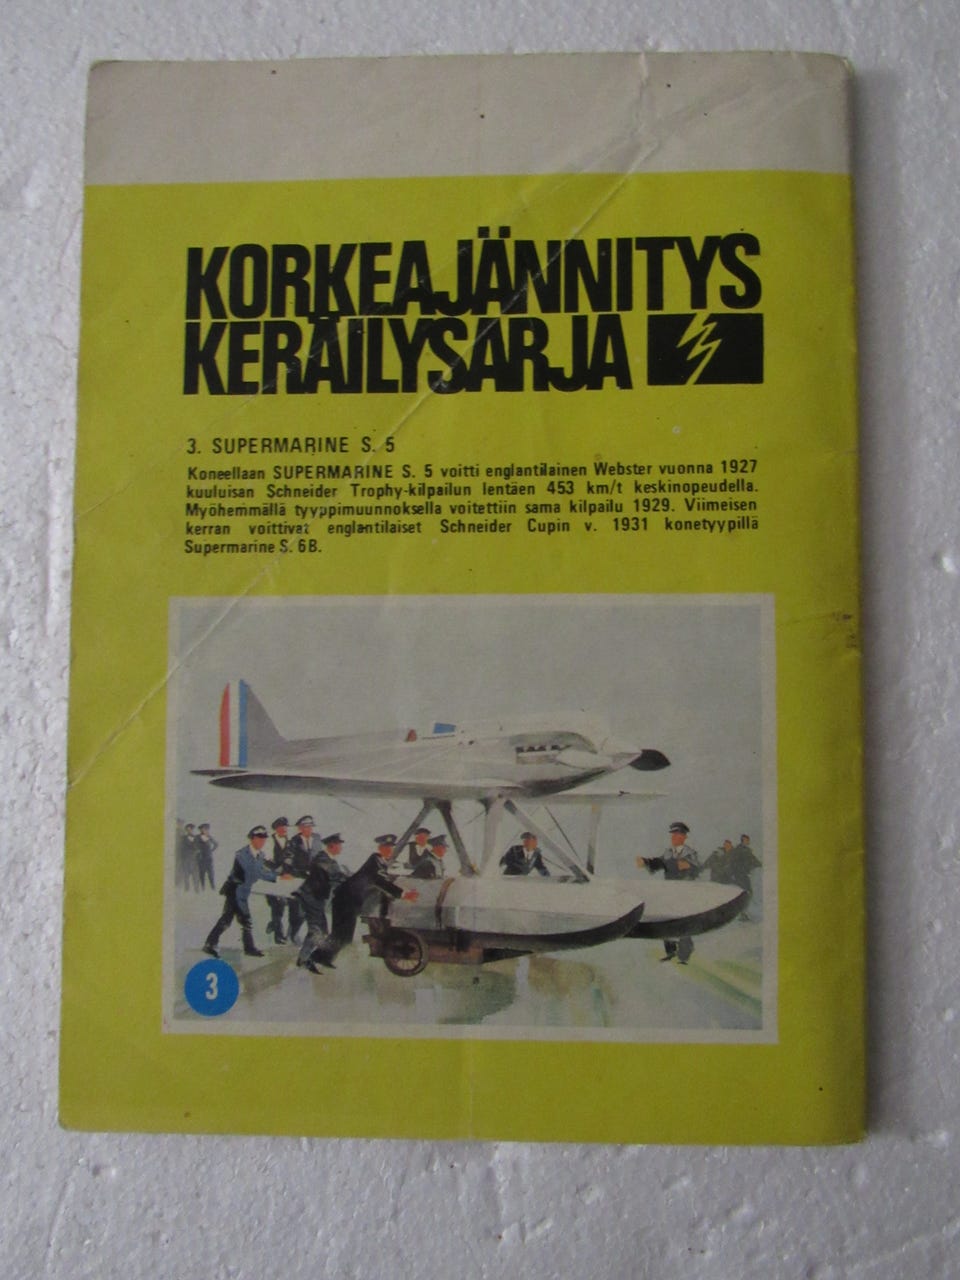 KORKEAJÄNNITYS
KERÄILYSARJA
3. SUPERMARINE S. 5
Koneellaan SUPERMARINE S. 5 voitti englantilainen Webster vuonna 1927
kuuluisan Schneider Trophy-kilpailun lentäen 453 km/t keskinopeudella.
Myöhemmällä tyyppimuunnoksella voitettiin sama kilpailu 1929. Viimeisen
kerran voittivat englantilaiset Schneider Cupin v. 1931 konetyypillä
Supermarine S. 6B.
3